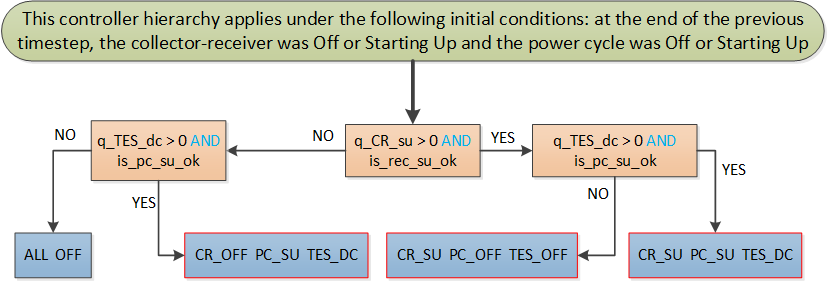 This controller hierarchy applies under the following initial conditions: at the end of the previous
timestep, the collector-receiver was Off or Starting Up and the power cycle was Off or Starting Up
NO
q_TES_dc > 0 AND
is_pc_su_ok
NO
q_CR_su > 0 AND
is_rec_su_ok
YES
q_TES_dc > 0 AND
is_pc_su_ok
YES
NO
YES
ALL OFF
CR_OFF PC_SU TES_DC
CR_SU PC_OFF TES_OFF
CR_SU PC_SU TES_DC